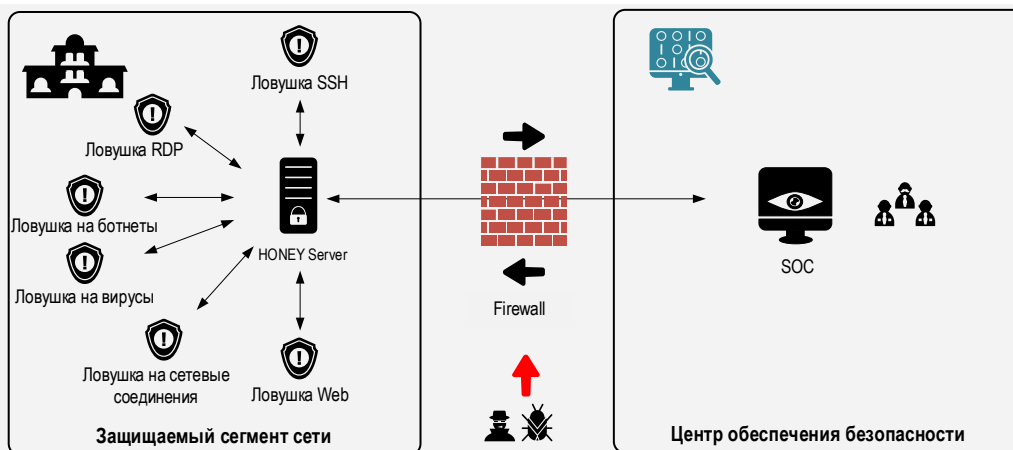 Ловушка SSH
Ловушка RDP
Ловушка на ботнеты
HONEY Server
Ловушка на вирусы
Ловушка на сетевые
соединения
Ловушка Web
Защищаемый сегмент сети
Firewall
SOC
Центр обеспечения безопасности